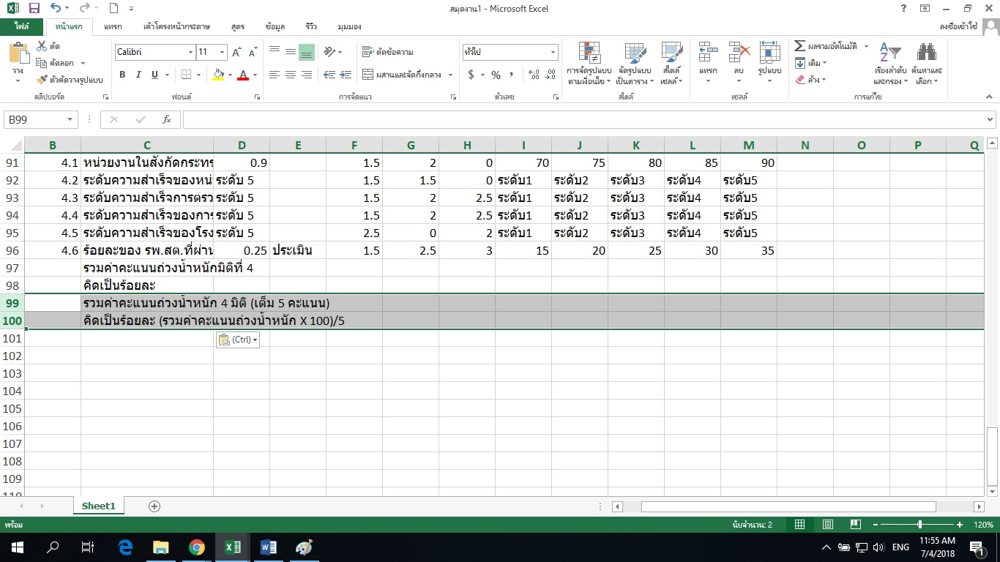 สมุดงาน1 - Microsoft Excel
ไฟล์ หน้าแรก แทรก เค้าโครงหน้ากระดาษ สูตร ข้อมูล รีวิว มุมมอง ลงชื่อเข้าใช้
วาง ตัด คัดลอก ตัวคัดวางรูปแบบ คลิปบอร์ด
Calibri 11 B I U A ฟอนต์
ตัดข้อความ ผสานและจัดกึ่งกลาง การจัดแนว
ทั่วไป $ % , ตัวเลข
การจัดรูปแบบตามเงื่อนไข จัดรูปแบบเป็นตาราง สไตล์เซลล์ สไตล์
แทรก ลบ รูปแบบ เซลล์
ผลรวมอัตโนมัติ เติม ล้าง เรียงลำดับและกรอง ค้นหาและเลือก การแก้ไข
B99 fx
B C D E F G H I J K L M N O P Q
91 4.1 หน่วยงานในสังกัดกระทร 0.9 1.5 2 0 70 75 80 85 90
92 4.2 ระดับความสำเร็จของหน่ ระดับ 5 1.5 1.5 0 ระดับ1 ระดับ2 ระดับ3 ระดับ4 ระดับ5
93 4.3 ระดับความสำเร็จการตรว ระดับ 5 1.5 2 2.5 ระดับ1 ระดับ2 ระดับ3 ระดับ4 ระดับ5
94 4.4 ระดับความสำเร็จของการ ระดับ 5 1.5 2 2.5 ระดับ1 ระดับ2 ระดับ3 ระดับ4 ระดับ5
95 4.5 ระดับความสำเร็จของโรง ระดับ 5 2.5 0 2 ระดับ1 ระดับ2 ระดับ3 ระดับ4 ระดับ5
96 4.6 ร้อยละของ รพ.สต.ที่ผ่าน 0.25 ประเมิน 1.5 2.5 3 15 20 25 30 35
97 รวมค่าคะแนนถ่วงน้ำหนักมิติที่ 4
98 คิดเป็นร้อยละ
99 รวมค่าคะแนนถ่วงน้ำหนัก 4 มิติ (เต็ม 5 คะแนน)
100 คิดเป็นร้อยละ (รวมค่าคะแนนถ่วงน้ำหนัก X 100)/5
101 (Ctrl)
102
103
104
105
106
107
108
109
110
Sheet1
พร้อม นับจำนวน: 2 120%
ENG 11:55 AM
7/4/2018 1